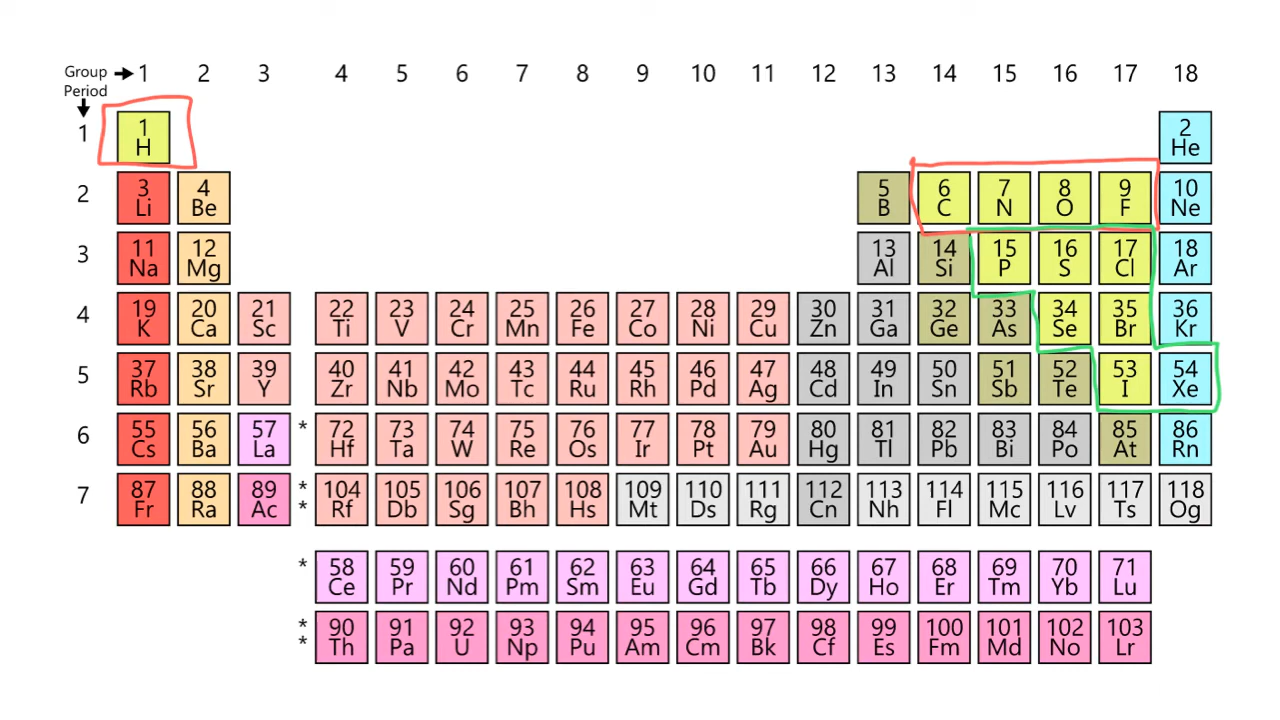 Group 1 2 3 4 5 6 7 8 9 10 11 12 13 14 15 16 17 18
Period
1 1 2
H He
2 3 4 5 6 7 8 9 10
Li Be B C N O F Ne
3 11 12 13 14 15 16 17 18
Na Mg Al Si P S Cl Ar
4 19 20 21 22 23 24 25 26 27 28 29 30 31 32 33 34 35 36
K Ca Sc Ti V Cr Mn Fe Co Ni Cu Zn Ga Ge As Se Br Kr
5 37 38 39 40 41 42 43 44 45 46 47 48 49 50 51 52 53 54
Rb Sr Y Zr Nb Mo Tc Ru Rh Pd Ag Cd In Sn Sb Te I Xe
6 55 56 57 * 72 73 74 75 76 77 78 79 80 81 82 83 84 85 86
Cs Ba La Hf Ta W Re Os Ir Pt Au Hg Tl Pb Bi Po At Rn
7 87 88 89 * 104 105 106 107 108 109 110 111 112 113 114 115 116 117 118
Fr Ra Ac * Rf Db Sg Bh Hs Mt Ds Rg Cn Nh Fl Mc Lv Ts Og
* 58 59 60 61 62 63 64 65 66 67 68 69 70 71
Ce Pr Nd Pm Sm Eu Gd Tb Dy Ho Er Tm Yb Lu
* 90 91 92 93 94 95 96 97 98 99 100 101 102 103
* Th Pa U Np Pu Am Cm Bk Cf Es Fm Md No Lr